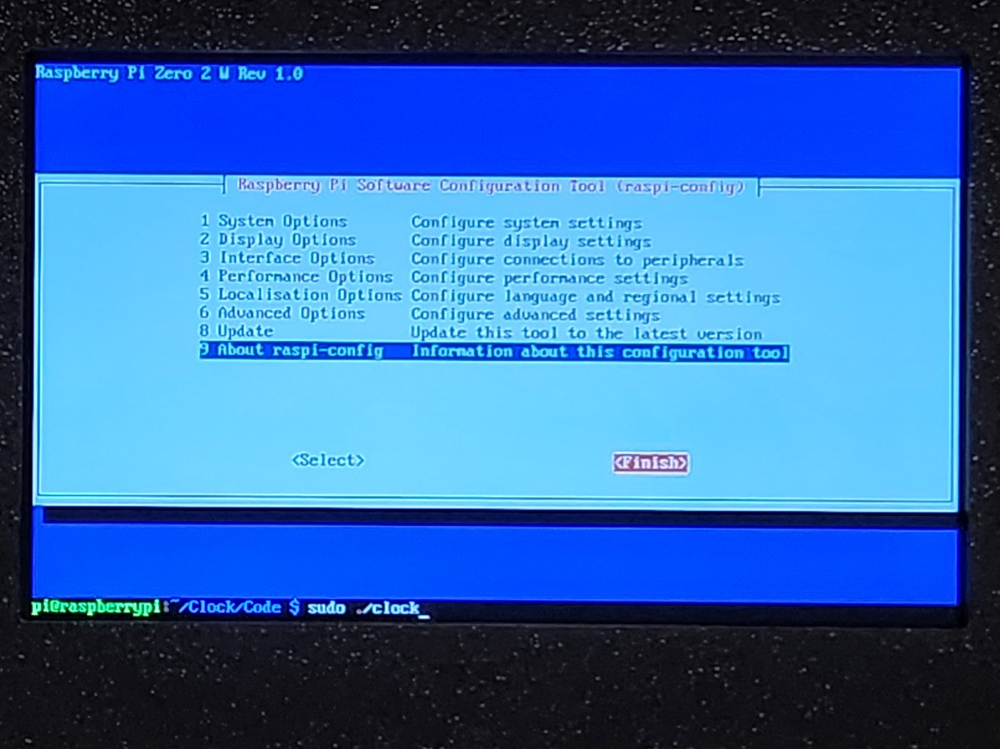 Raspberry Pi Zero 2 W Rev 1.0
Raspberry Pi Software Configuration Tool (raspi-config)
1 System Options Configure system settings
2 Display Options Configure display settings
3 Interface Options Configure connections to peripherals
4 Performance Options Configure performance settings
5 Localisation Options Configure language and regional settings
6 Advanced Options Configure advanced settings
8 Update Update this tool to the latest version
9 About raspi-config Information about this configuration tool
<Select> <Finish>
pi@raspberrypi:~/Clock/Code $ sudo ./clock_